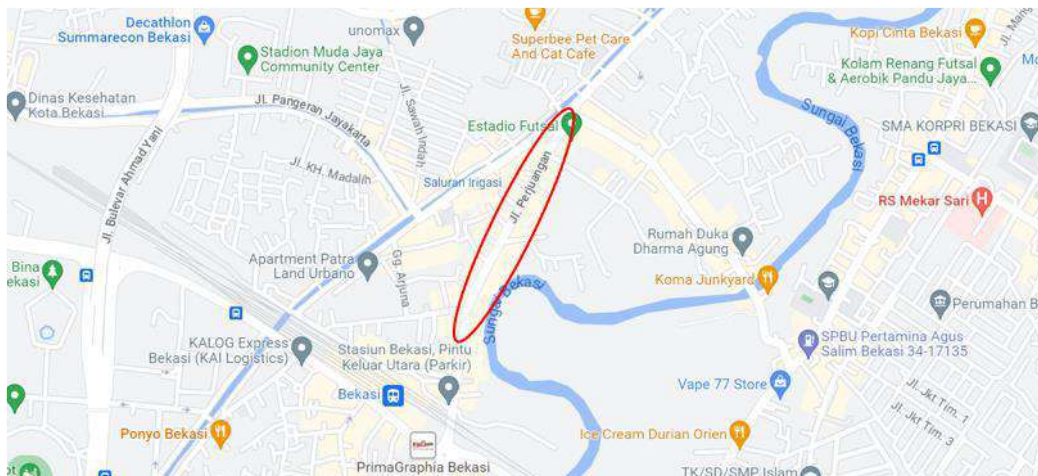 Decathlon
Summarecon Bekasi
unomax
Superbee Pet Care
And Cat Cafe
Kopi Cinta Bekasi
Jl. Mang
Stadion Muda Jaya
Community Center
Kolam Renang Futsal
& Aerobik Pandu Jaya...
Mo
Dinas Kesehatan
Kota Bekasi
Jl. Pangeran Jayakarta
Jl. Sawah Indah
Estadio Futsal
Sungai Bekasi
SMA KORPRI BEKASI
Jl. KH. Madalih
Saluran Irigasi
Jl. Perjuangan
RS Mekar Sari
Jl. Bulevar Ahmad Yani
Rumah Duka
Dharma Agung
Bina
ekasi
Apartment Patra
Land Urbano
Gg. Arjuna
Koma Junkyard
Sungai Bekasi
Perumahan B
KALOG Express
Bekasi (KAI Logistics)
Stasiun Bekasi, Pintu
Keluar Utara (Parkir)
SPBU Pertamina Agus
Salim Bekasi 34-17135
Bekasi
Vape 77 Store
Jl. Jkt Tim. 1
Jl. Jkt Tim. 3
Ponyo Bekasi
Ice Cream Durian Orien
ot
PrimaGraphia Bekasi
TK/SD/SMP Islam